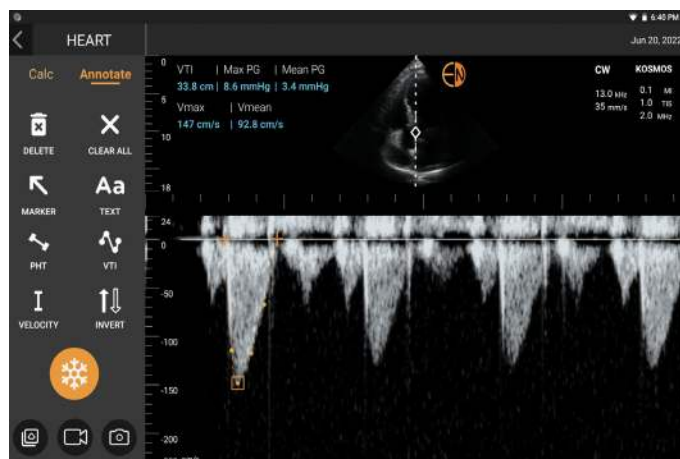 6:40 PM
HEART
Jun 20, 2022
Calc
Annotate
DELETE
CLEAR ALL
MARKER
Aa
TEXT
PHT
VTI
VELOCITY
INVERT
0
5
10
18
VTI | Max PG | Mean PG
33.8 cm | 8.6 mmHg | 3.4 mmHg
Vmax | Vmean
147 cm/s | 92.8 cm/s
EN
CW
13.0 kHz
35 mm/s
KOSMOS
0.1 MI
1.0 TIS
2.0 MHz
24
0
-50
-100
-150
-200